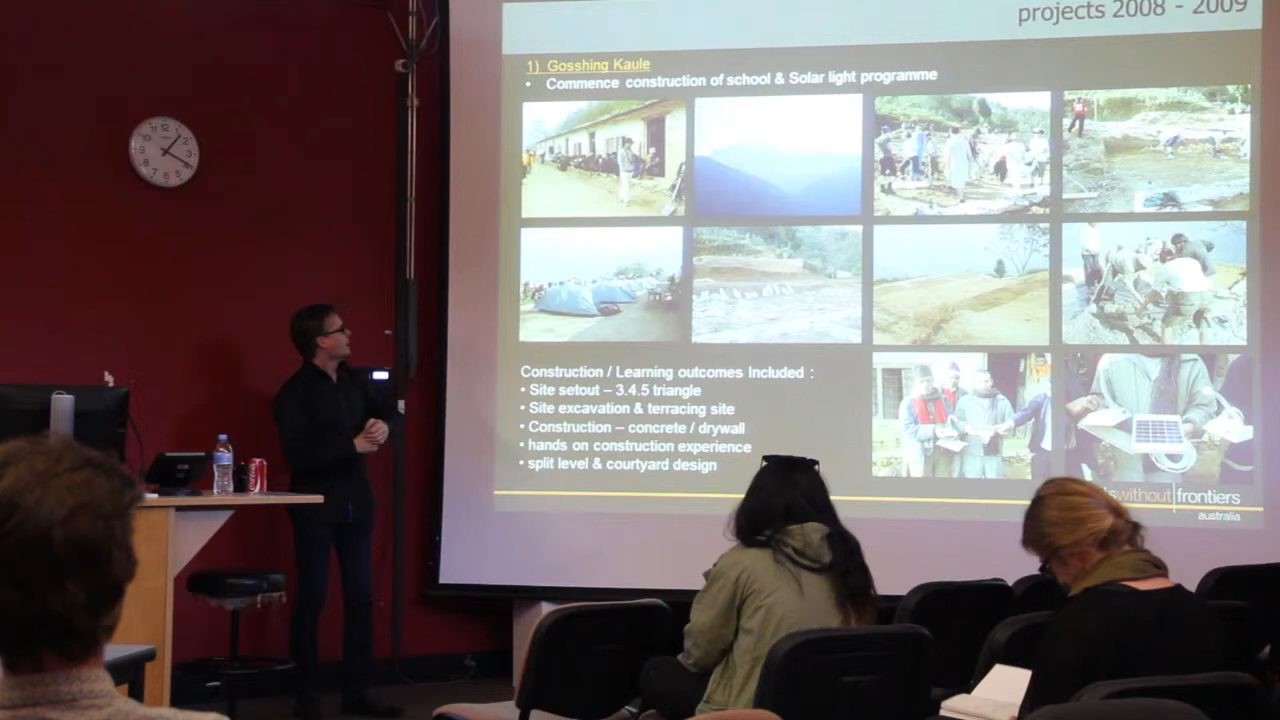 projects 2008 - 2009
1) Gosshing Kaule
• Commence construction of school & Solar light programme
Construction / Learning outcomes Included :
• Site setout – 3.4.5 triangle
• Site excavation & terracing site
• Construction – concrete / drywall
• hands on construction experience
• split level & courtyard design
without frontiers
australia